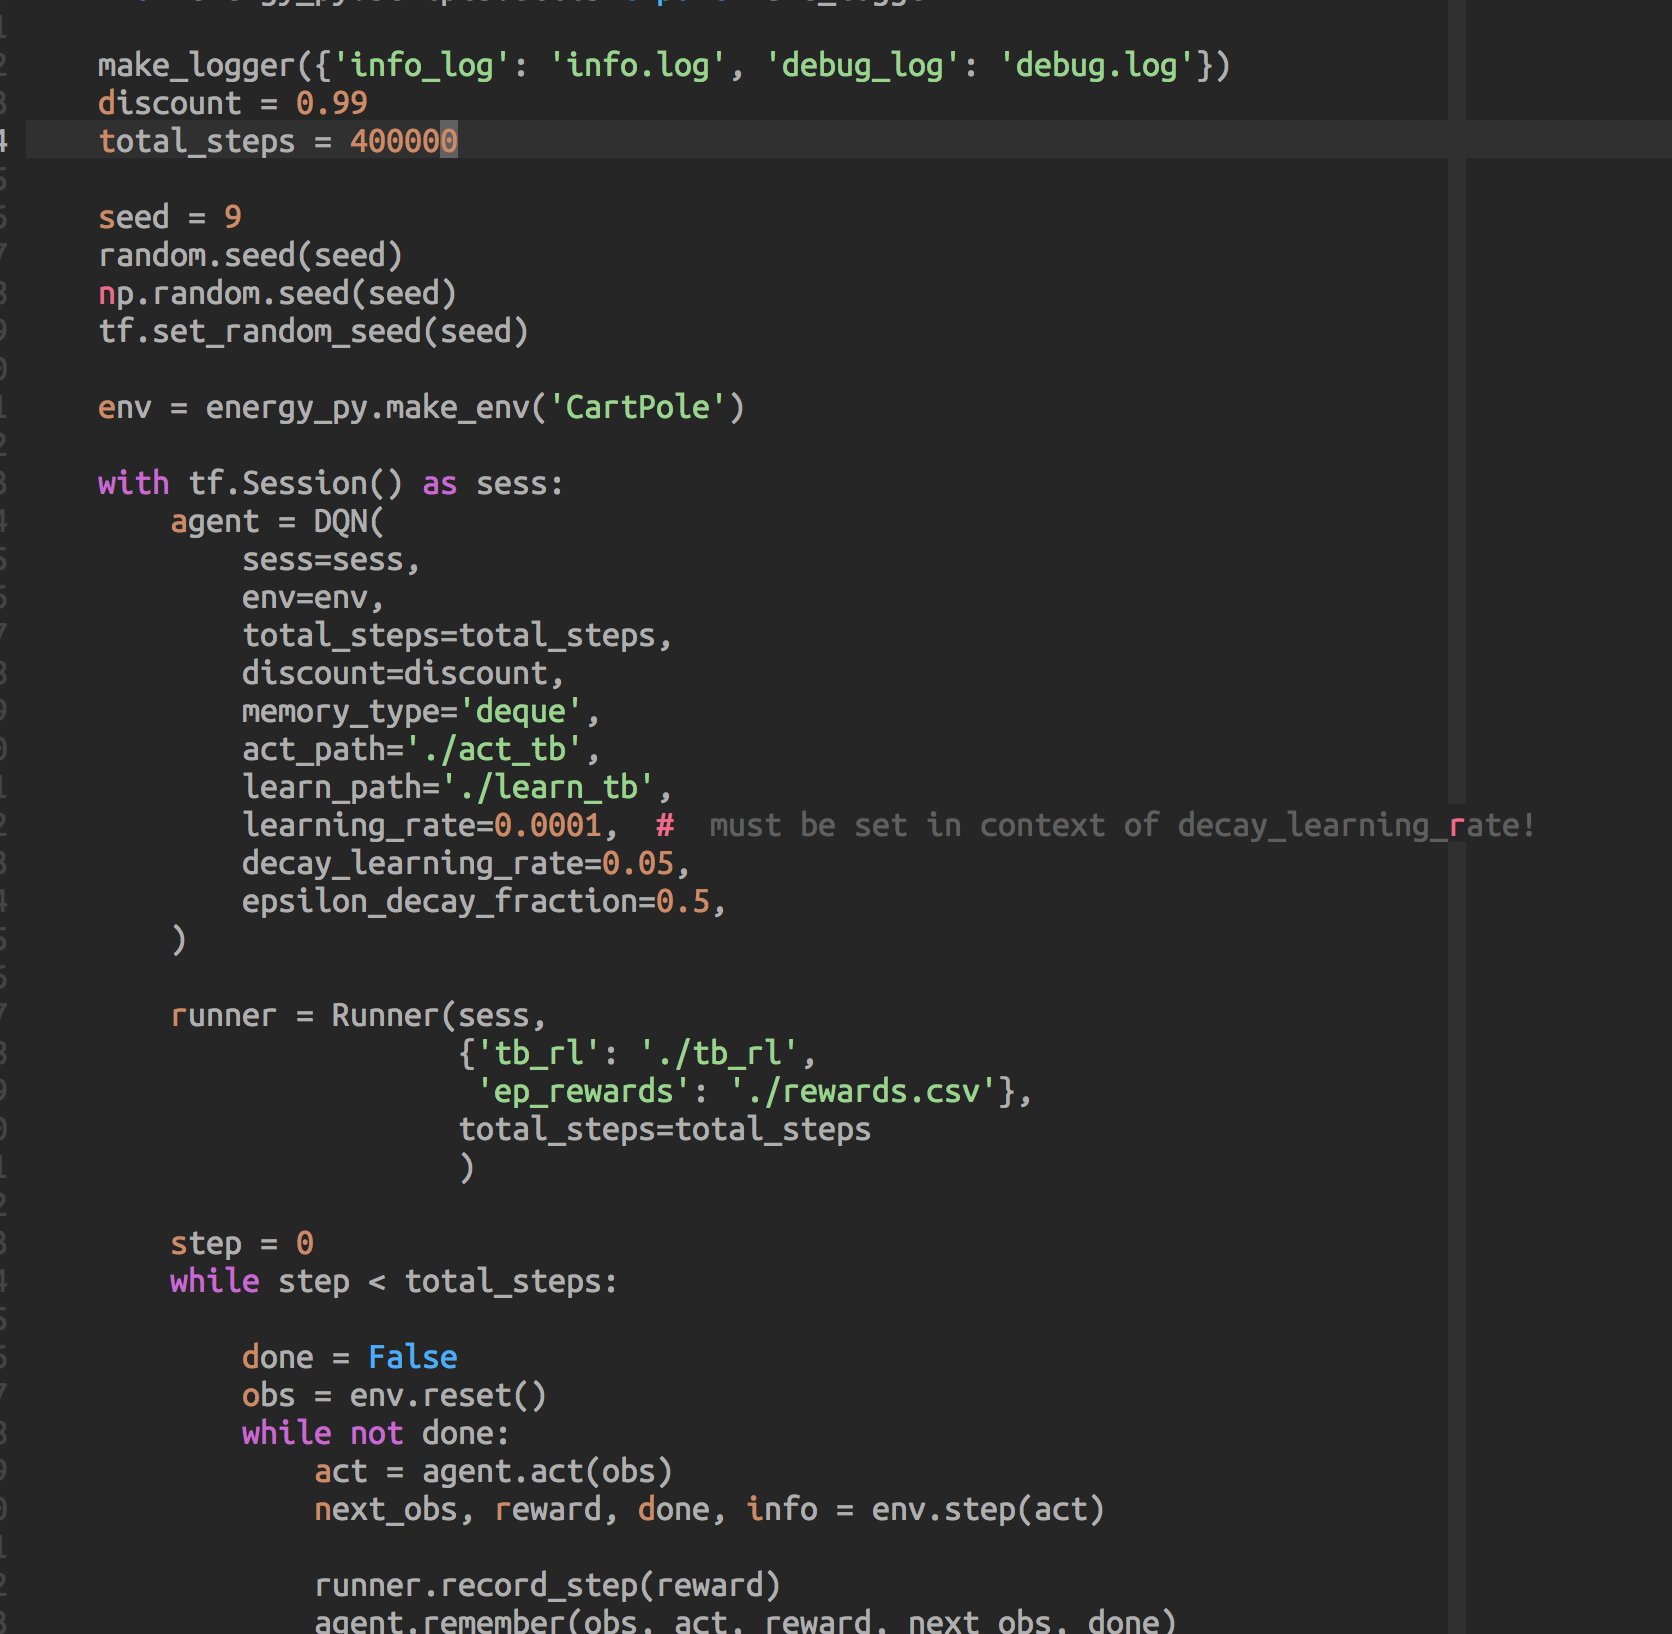 make_logger({'info_log': 'info.log', 'debug_log': 'debug.log'})
discount = 0.99
total_steps = 400000
seed = 9
random.seed(seed)
np.random.seed(seed)
tf.set_random_seed(seed)
env = energy_py.make_env('CartPole')
with tf.Session() as sess:
agent = DQN(
sess=sess,
env=env,
total_steps=total_steps,
discount=discount,
memory_type='deque',
act_path='./act_tb',
learn_path='./learn_tb',
learning_rate=0.0001,  #  must be set in context of decay_learning_rate!
decay_learning_rate=0.05,
epsilon_decay_fraction=0.5,
)
runner = Runner(sess,
{'tb_rl': './tb_rl',
'ep_rewards': './rewards.csv'},
total_steps=total_steps
)
step = 0
while step < total_steps:
done = False
obs = env.reset()
while not done:
act = agent.act(obs)
next_obs, reward, done, info = env.step(act)
runner.record_step(reward)
agent.remember(obs, act, reward, next_obs, done)